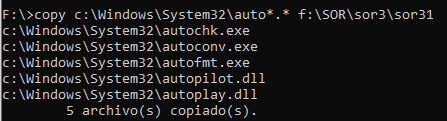 F:\>copy c:\Windows\System32\auto*.* f:\SOR\sor3\sor31
c:\Windows\System32\autochk.exe
c:\Windows\System32\autoconv.exe
c:\Windows\System32\autofmt.exe
c:\Windows\System32\autopilot.dll
c:\Windows\System32\autoplay.dll
        5 archivo(s) copiado(s).